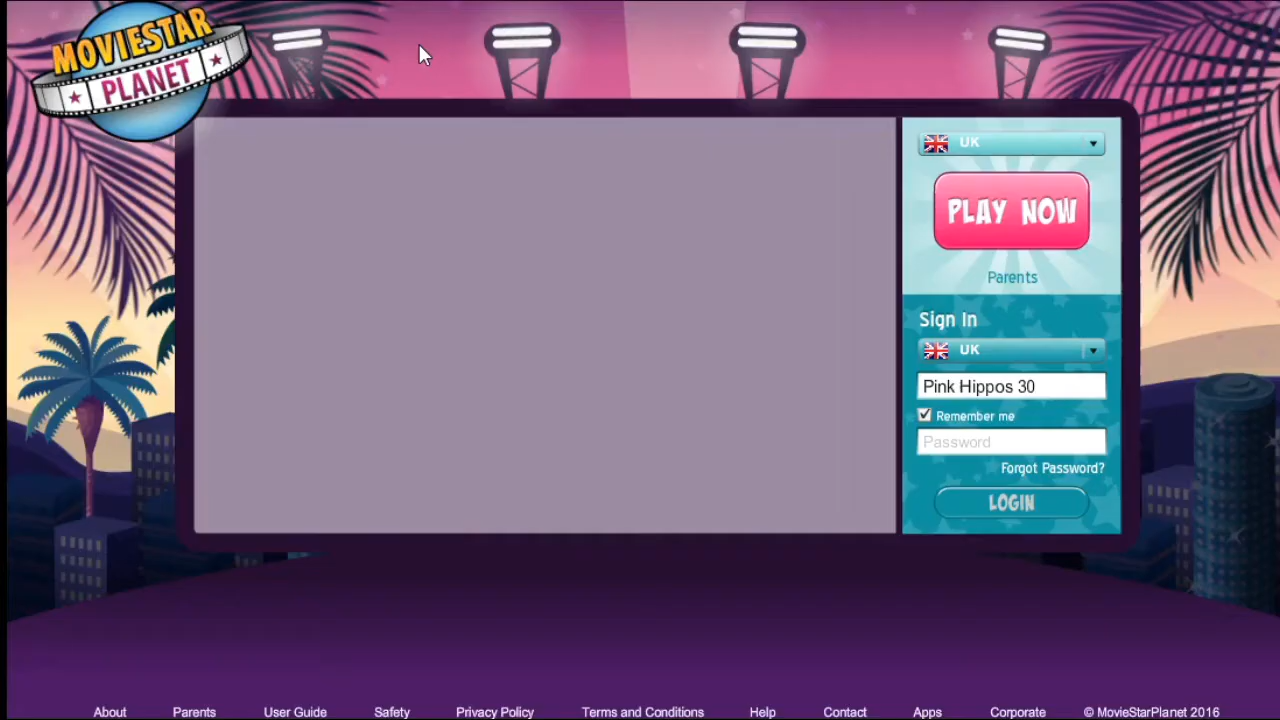 MOVIESTAR
PLANET
UK
PLAY NOW
Parents
Sign In
UK
Pink Hippos 30
Remember me
Password
Forgot Password?
LOGIN
About Parents User Guide Safety Privacy Policy Terms and Conditions Help Contact Apps Corporate © MovieStarPlanet 2016